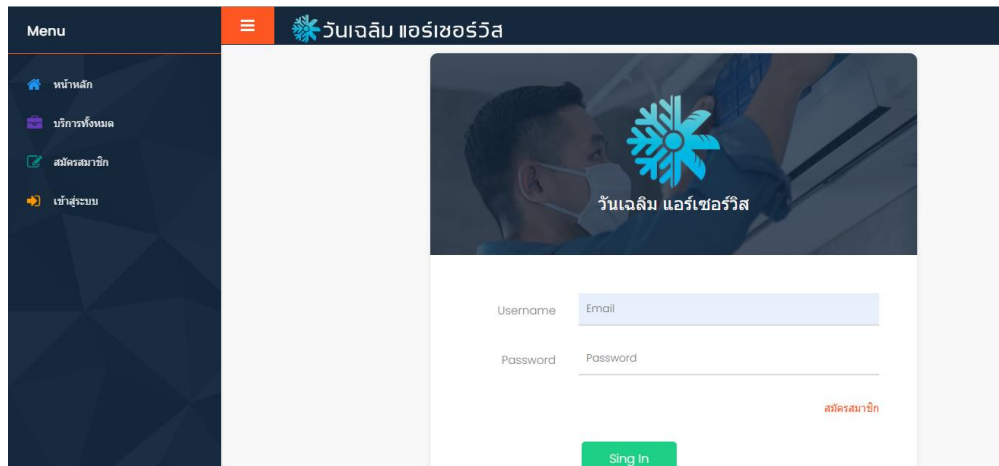 Menu
วันเฉลิม แอร์เซอร์วิส
หน้าหลัก
บริการทั้งหมด
สมัครสมาชิก
เข้าสู่ระบบ
วันเฉลิม แอร์เซอร์วิส
Username
Email
Password
Password
สมัครสมาชิก
Sing In